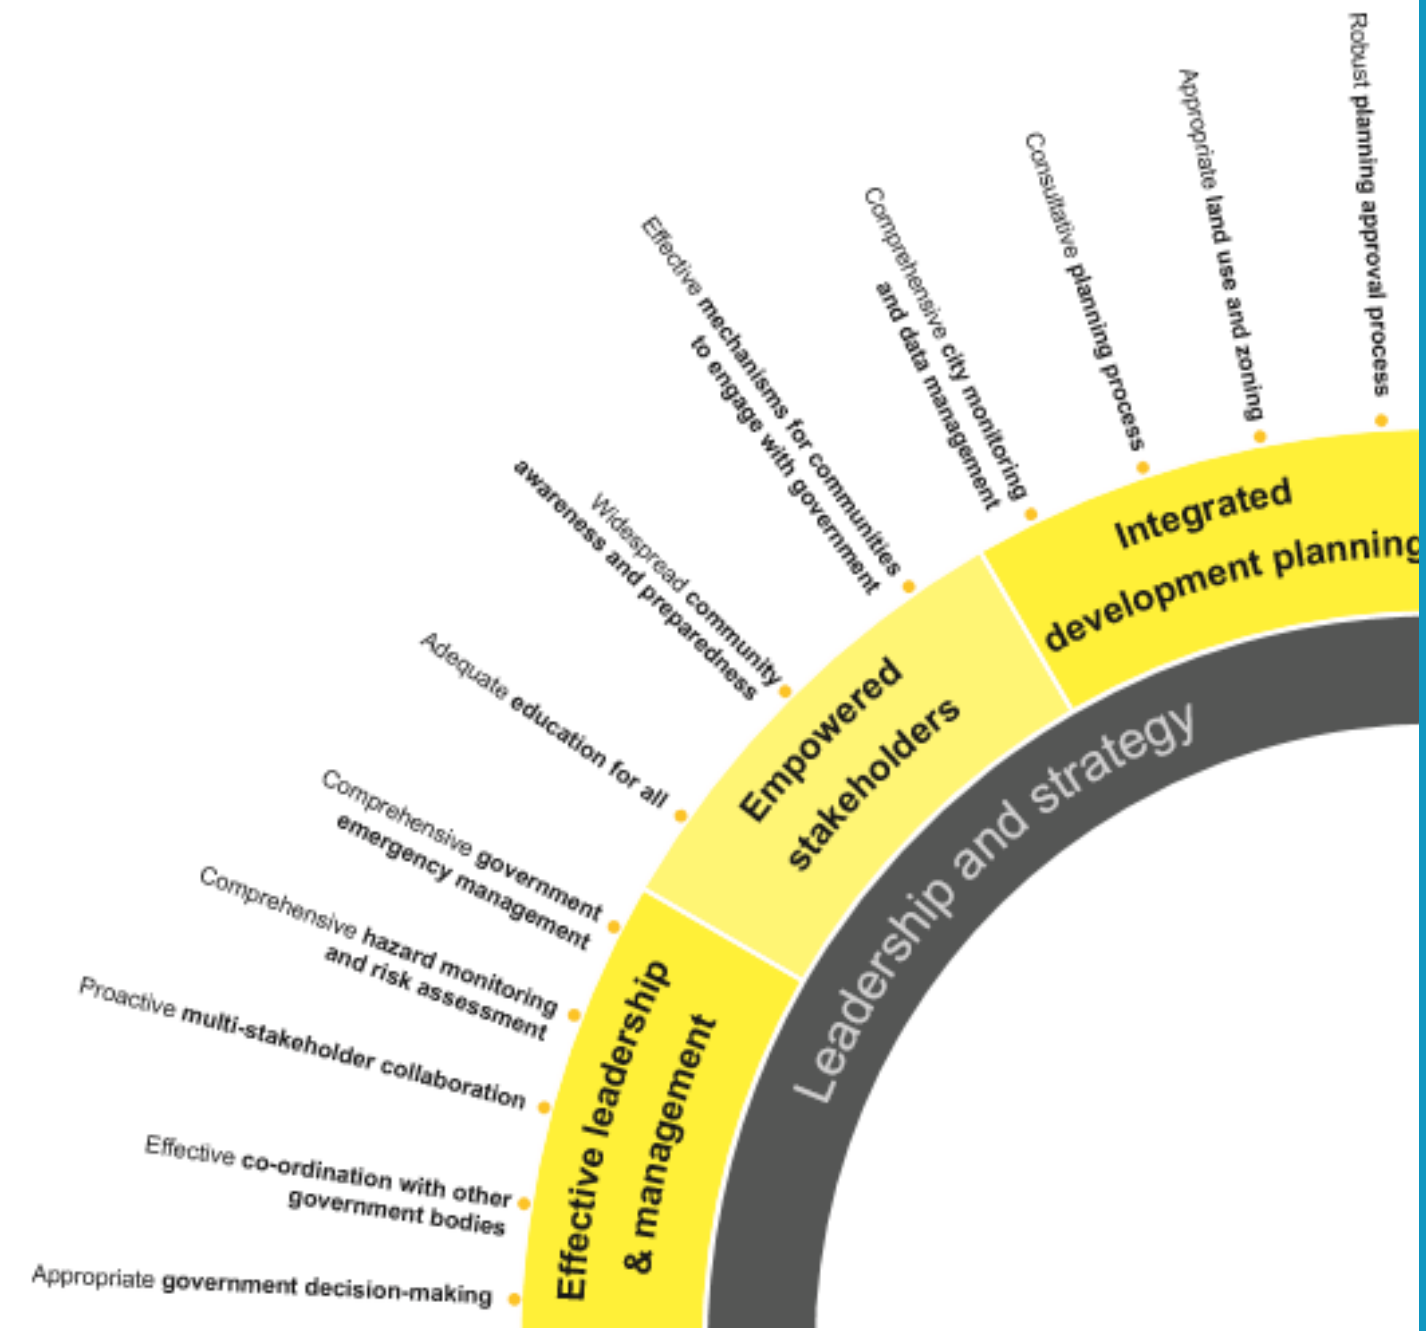 Robust planning approval process
Appropriate land use and zoning
Consultative planning process
Comprehensive city monitoring
and data management
Effective mechanisms for communities
to engage with government
Widespread community
awareness and preparedness
Adequate education for all
Comprehensive government
emergency management
Comprehensive hazard monitoring
and risk assessment
Proactive multi-stakeholder collaboration
Effective co-ordination with other
government bodies
Appropriate government decision-making
Integrated
development planning
Empowered
stakeholders
Effective leadership
& management
Leadership and strategy